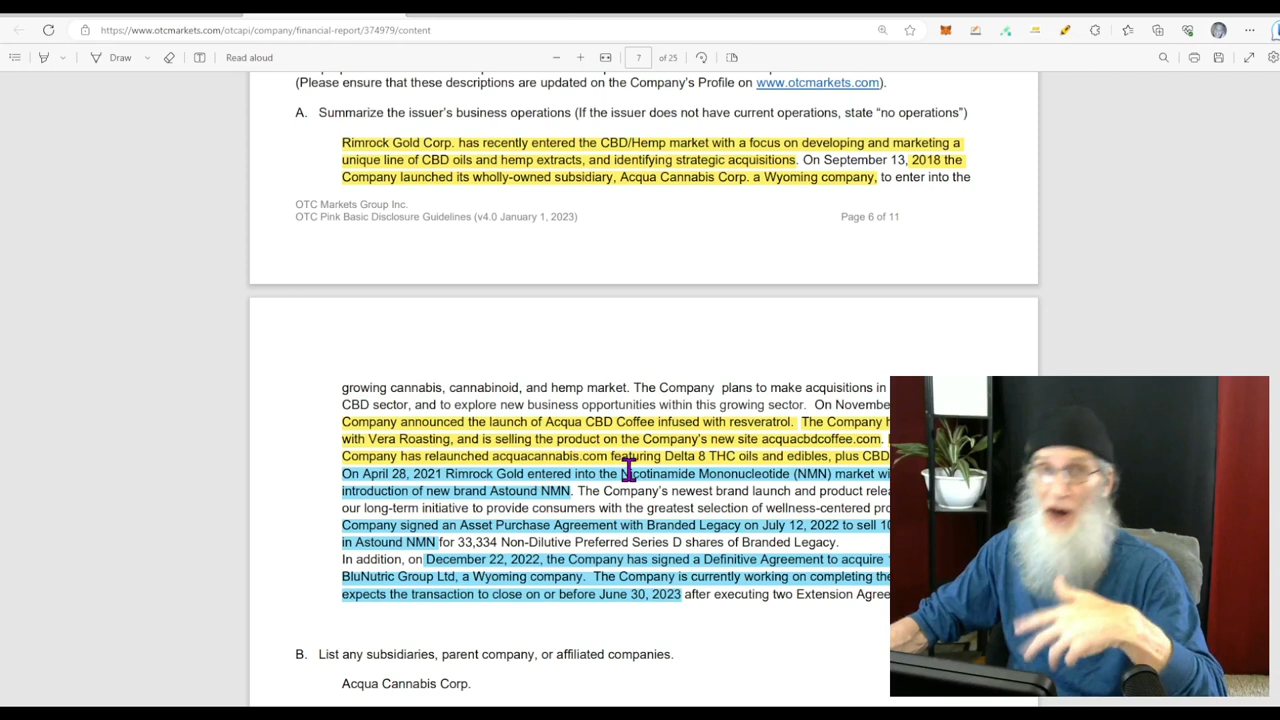 https://www.otcmarkets.com/otcapi/company/financial-report/374979/content
Draw
Read aloud
7
of 25
(Please ensure that these descriptions are updated on the Company's Profile on www.otcmarkets.com).
A. Summarize the issuer's business operations (If the issuer does not have current operations, state "no operations")
Rimrock Gold Corp. has recently entered the CBD/Hemp market with a focus on developing and marketing a
unique line of CBD oils and hemp extracts, and identifying strategic acquisitions. On September 13, 2018 the
Company launched its wholly-owned subsidiary, Acqua Cannabis Corp. a Wyoming company, to enter into the
OTC Markets Group Inc.
OTC Pink Basic Disclosure Guidelines (v4.0 January 1, 2023)
Page 6 of 11
growing cannabis, cannabinoid, and hemp market. The Company plans to make acquisitions in
CBD sector, and to explore new business opportunities within this growing sector. On
Company announced the launch of Acqua CBD Coffee infused with resveratrol. The Company
with Vera Roasting, and is selling the product on the Company's new site acquacbdcoffee.com.
Company has relaunched acquacannabis.com featuring Delta 8 THC oils and edibles, plus CBD
On April 28, 2021 Rimrock Gold entered into the Nicotinamide Mononucleotide (NMN) market
introduction of new brand Astound NMN. The Company's newest brand launch and product
our long-term initiative to provide consumers with the greatest selection of wellness-centered
Company signed an Asset Purchase Agreement with Branded Legacy on July 12, 2022 to sell
in Astound NMN for 33,334 Non-Dilutive Preferred Series D shares of Branded Legacy.
In addition, on December 22, 2022, the Company has signed a Definitive Agreement to acquire
BluNutric Group Ltd, a Wyoming company. The Company is currently working on completing the
expects the transaction to close on or before June 30, 2023 after executing two Extension
B. List any subsidiaries, parent company, or affiliated companies.
Acqua Cannabis Corp.